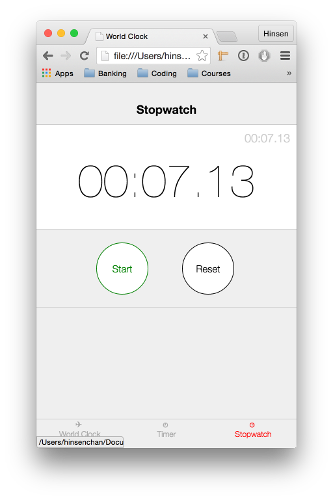 World Clock
Hinsen
file:///Users/hins...
Apps Banking Coding Courses »
Stopwatch
00:07.13
00:07.13
Start Reset
World Clock Timer Stopwatch
/Users/hinsenchan/Docu